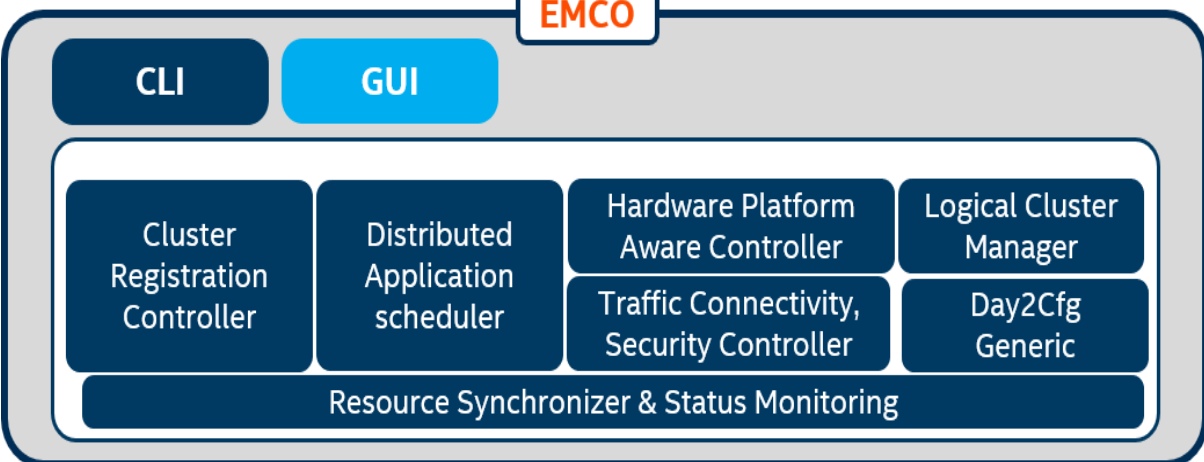 EMCO
CLI
GUI
Cluster
Registration
Controller
Distributed
Application
scheduler
Hardware Platform
Aware Controller
Logical Cluster
Manager
Traffic Connectivity,
Security Controller
Day2Cfg
Generic
Resource Synchronizer & Status Monitoring